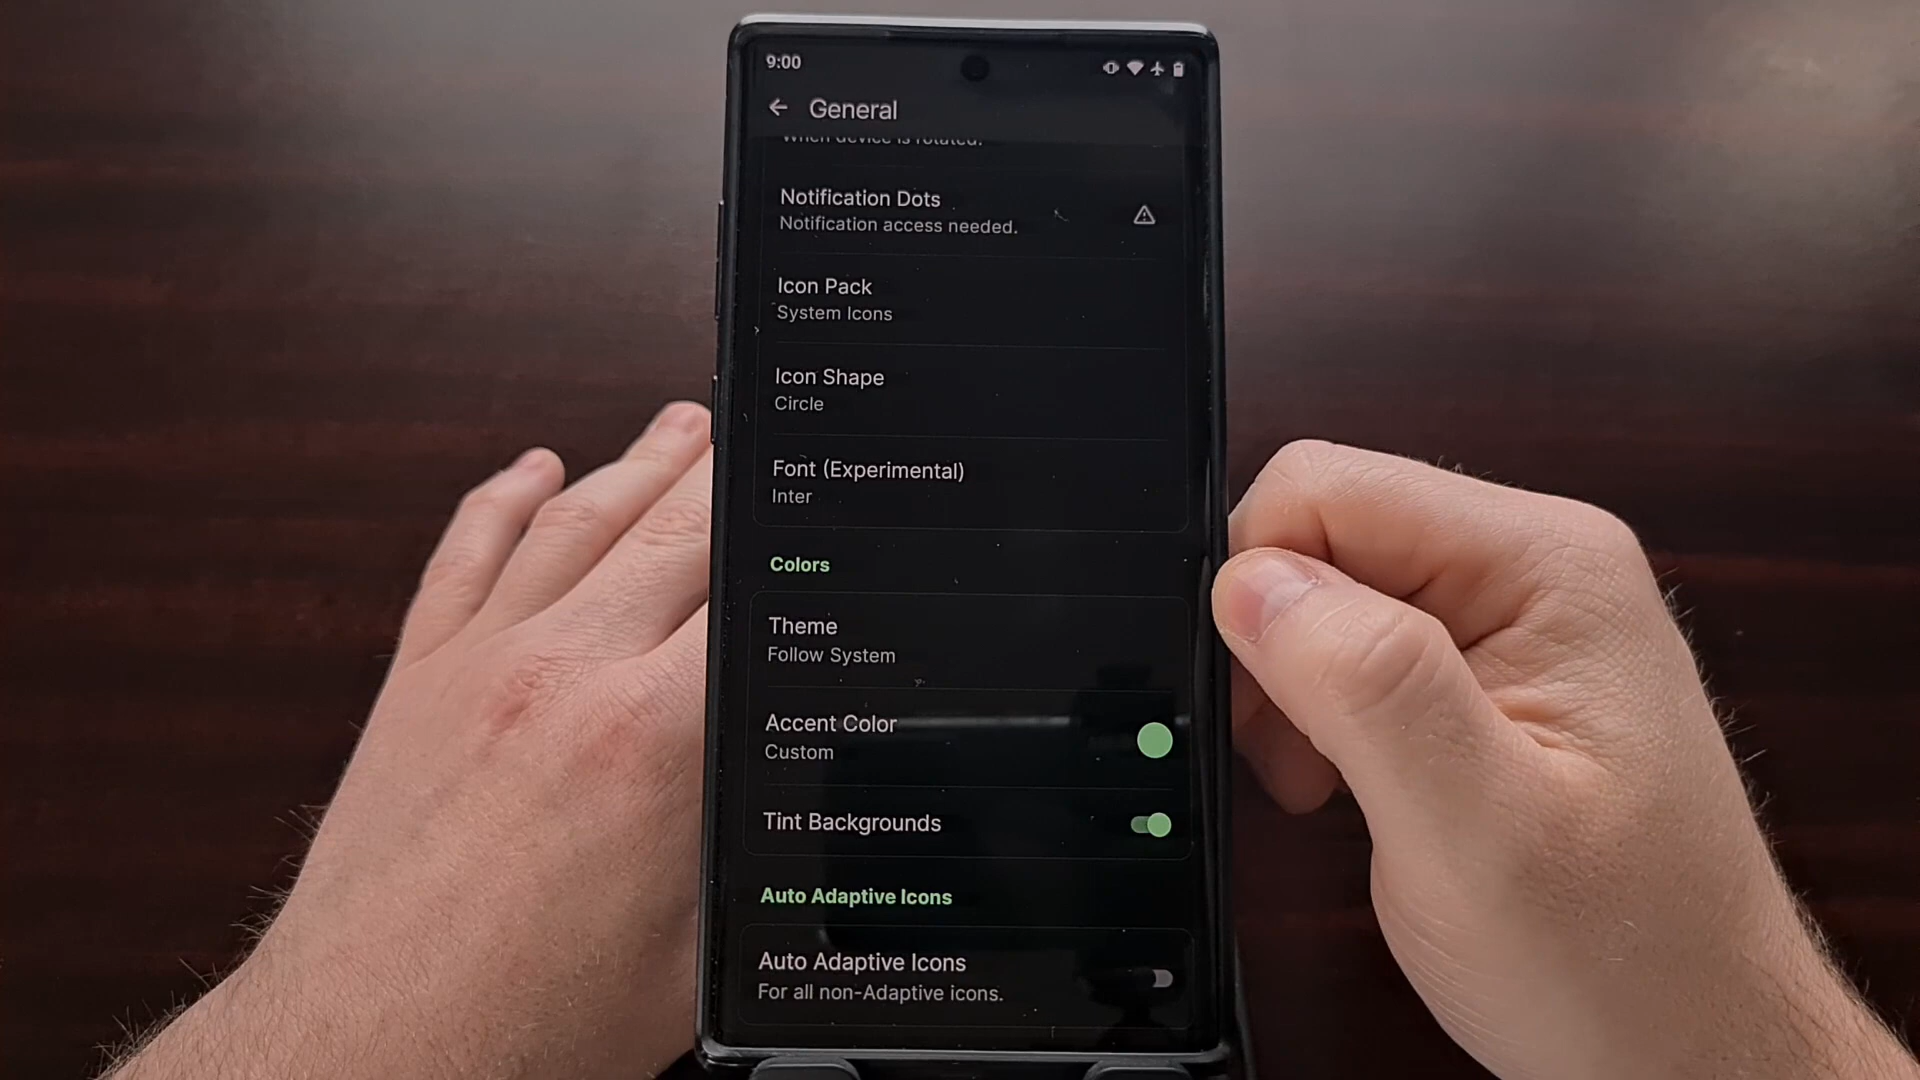 9:00
General
when device is rotated.
Notification Dots
Notification access needed.
Icon Pack
System Icons
Icon Shape
Circle
Font (Experimental)
Inter
Colors
Theme
Follow System
Accent Color
Custom
Tint Backgrounds
Auto Adaptive Icons
Auto Adaptive Icons
For all non-Adaptive icons.